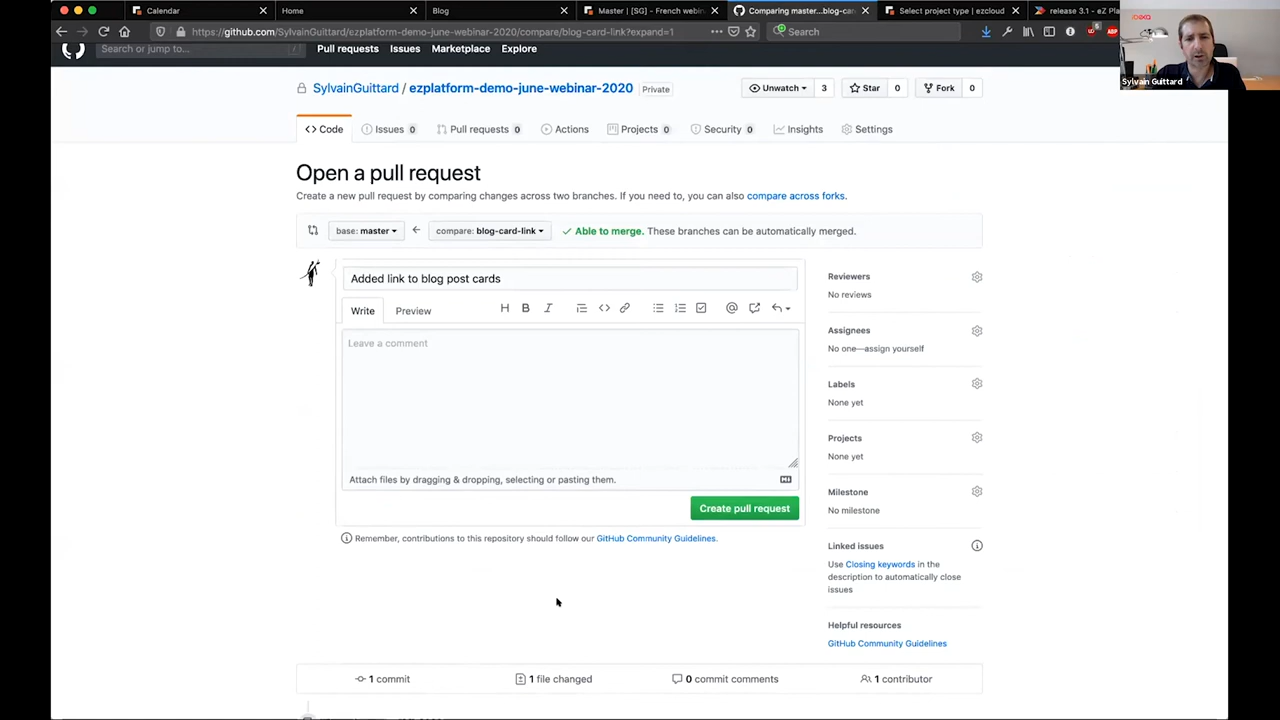 Calendar
Home
Blog
Master | [SG] - French webin
Comparing master...blog-car
Select project type | ezcloud
release 3.1 - eZ Pla
https://github.com/SylvainGuittard/ezplatform-demo-june-webinar-2020/compare/blog-card-link?expand=1
Search
Sylvain Guittard
Search or jump to...
Pull requests
Issues
Marketplace
Explore
SylvainGuittard / ezplatform-demo-june-webinar-2020 Private
Unwatch 3
Star 0
Fork 0
Code
Issues 0
Pull requests 0
Actions
Projects 0
Security 0
Insights
Settings
Open a pull request
Create a new pull request by comparing changes across two branches. If you need to, you can also compare across forks.
base: master
compare: blog-card-link
Able to merge. These branches can be automatically merged.
Added link to blog post cards
Write
Preview
Leave a comment
Attach files by dragging & dropping, selecting or pasting them.
Create pull request
Remember, contributions to this repository should follow our GitHub Community Guidelines.
Reviewers
No reviews
Assignees
No one—assign yourself
Labels
None yet
Projects
None yet
Milestone
No milestone
Linked issues
Use Closing keywords in the
description to automatically close
issues
Helpful resources
GitHub Community Guidelines
1 commit
1 file changed
0 commit comments
1 contributor